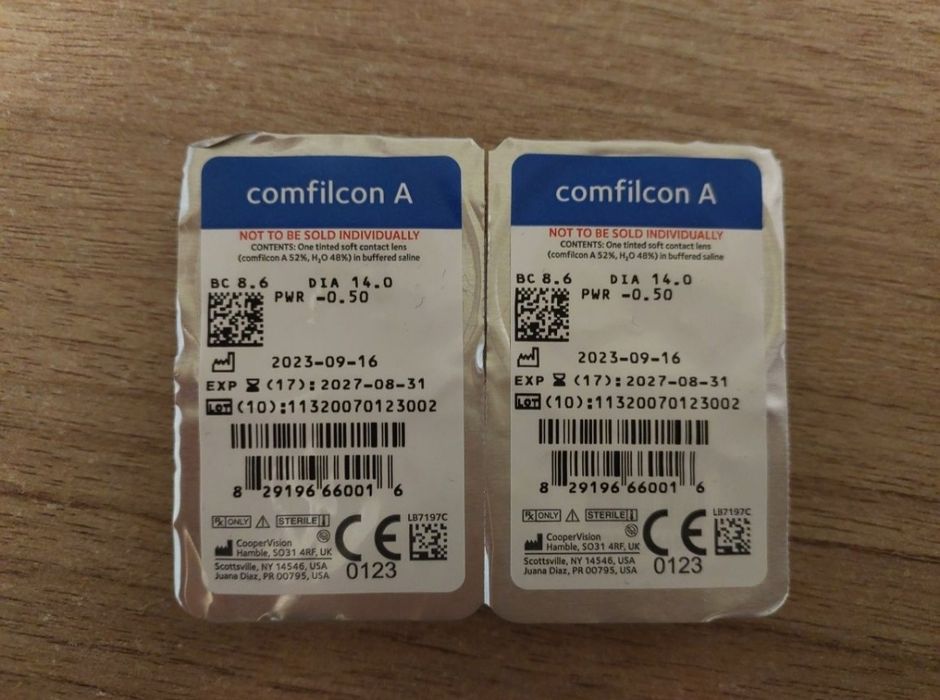 comfilcon A
NOT TO BE SOLD INDIVIDUALLY
CONTENTS: One tinted soft contact lens
(comfilcon A 52%, H₂O 48%) in buffered saline
BC 8.6 DIA 14.0
PWR -0.50
2023-09-16
EXP (17):2027-08-31
LOT (10):11320070123002
8 29196 66001 6
Rx ONLY STERILE
LB7197C
CooperVision
Hamble, SO31 4RF, UK
Scottsville, NY 14546, USA
Juana Diaz, PR 00795, USA
CE
0123
comfilcon A
NOT TO BE SOLD INDIVIDUALLY
CONTENTS: One tinted soft contact lens
(comfilcon A 52%, H₂O 48%) in buffered saline
BC 8.6 DIA 14.0
PWR -0.50
2023-09-16
EXP (17):2027-08-31
LOT (10):11320070123002
8 29196 66001 6
Rx ONLY STERILE
LB7197C
CooperVision
Hamble, SO31 4RF, UK
Scottsville, NY 14546, USA
Juana Diaz, PR 00795, USA
CE
0123